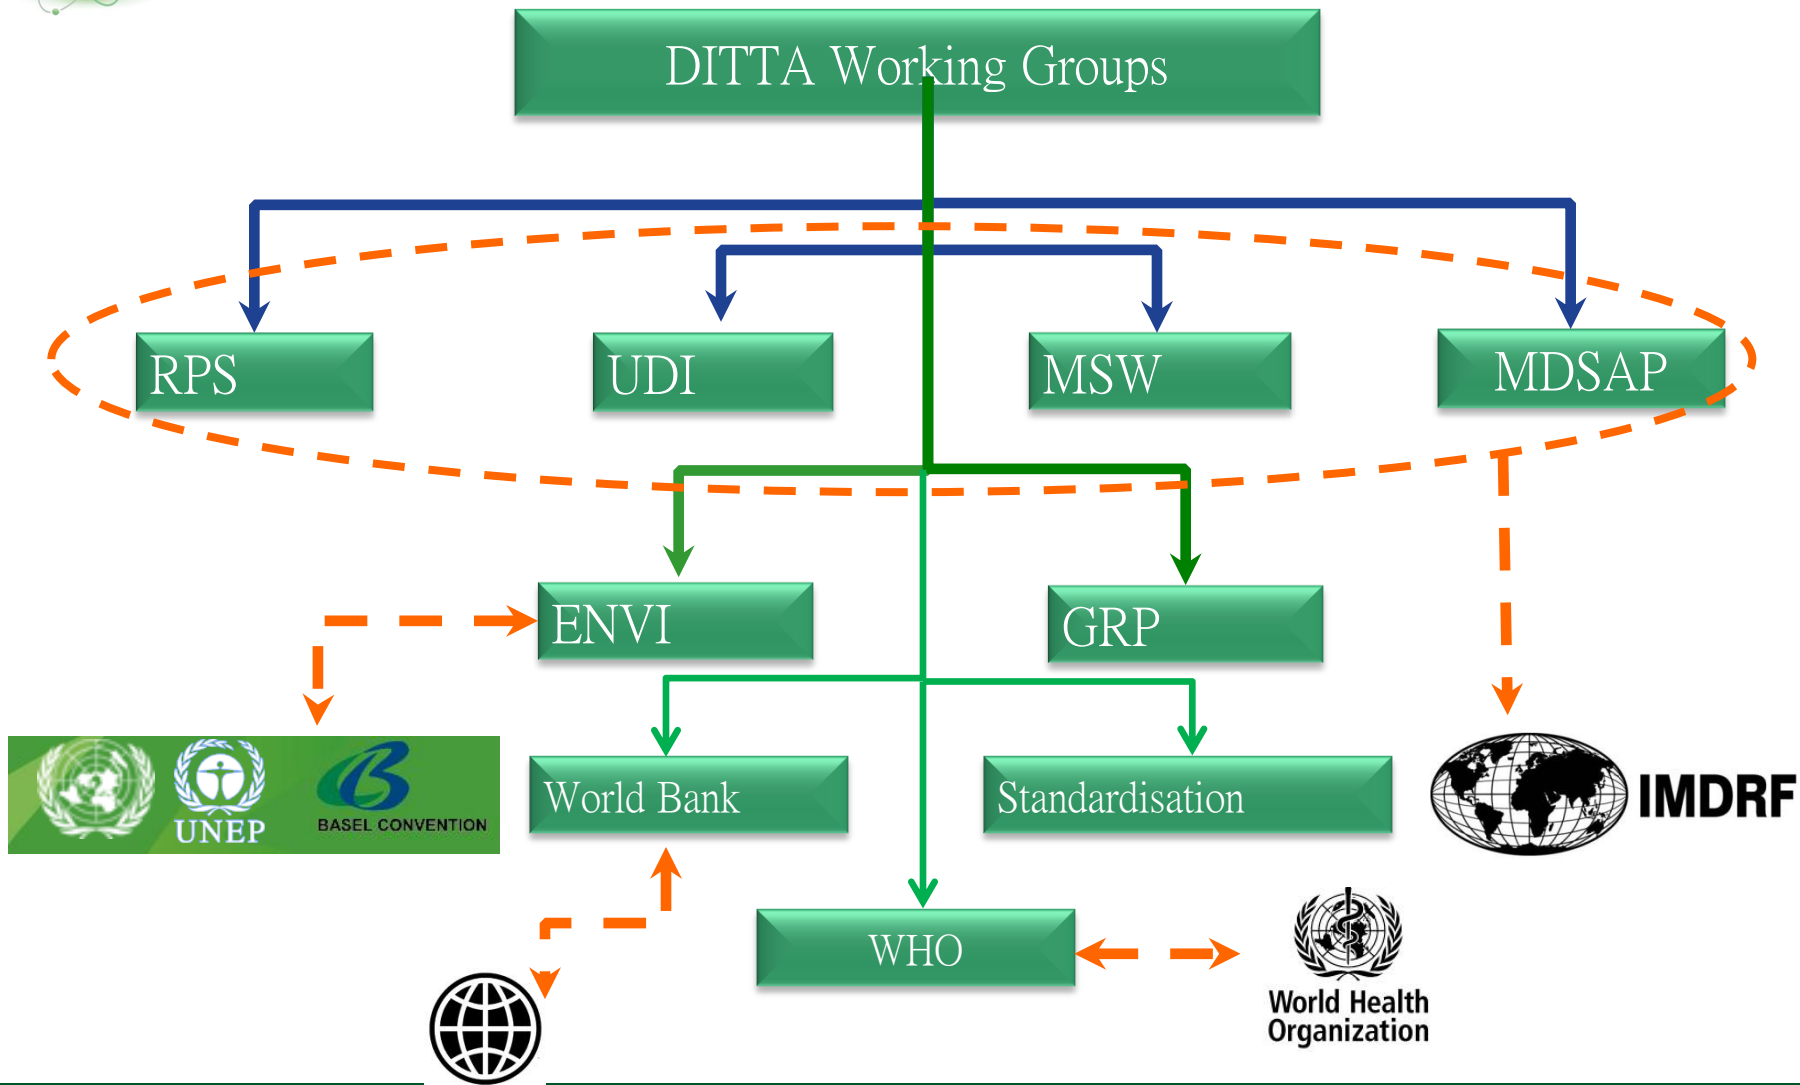 DITTA Working Groups
RPS
UDI
MSW
MDSAP
ENVI
GRP
UNEP
BASEL CONVENTION
World Bank
Standardisation
IMDRF
WHO
World Health
Organization